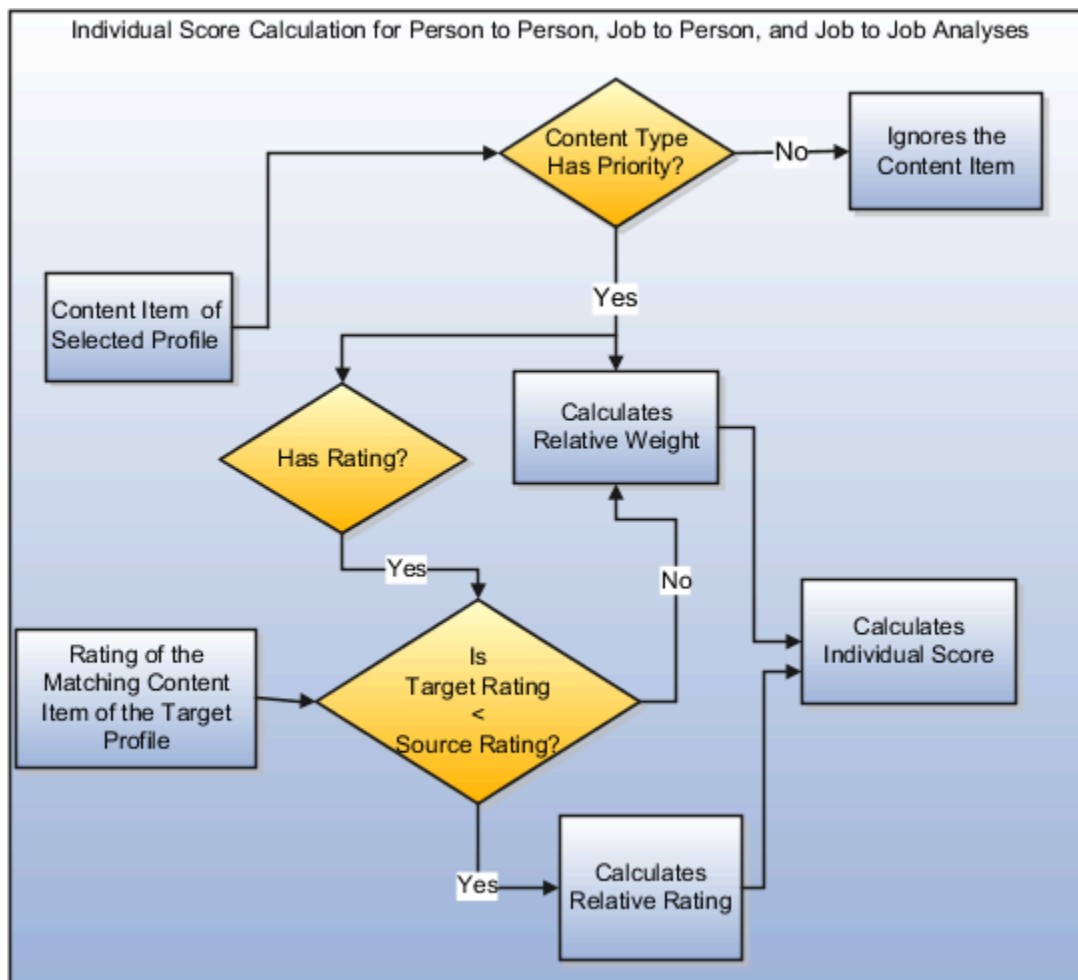 Individual Score Calculation for Person to Person, Job to Person, and Job to Job Analyses
Content Type
Has Priority?
No
Ignores the
Content Item
Content Item of
Selected Profile
Yes
Has Rating?
Calculates
Relative Weight
Yes
No
Rating of the
Matching Content
Item of the Target
Profile
Is
Target Rating
<
Source Rating?
Calculates
Individual Score
Yes
Calculates
Relative Rating